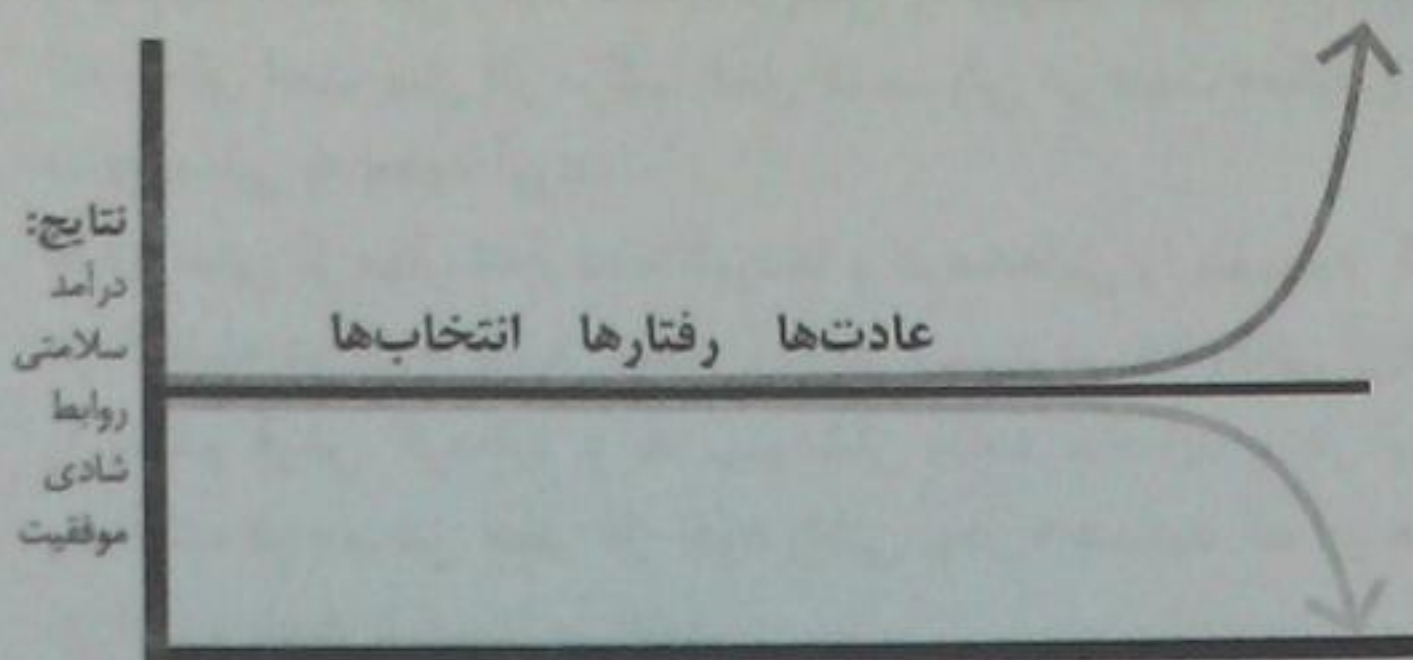 نتایج:
درآمد
سلامتی
روابط
شادی
موفقیت
انتخاب‌ها رفتارها عادت‌ها